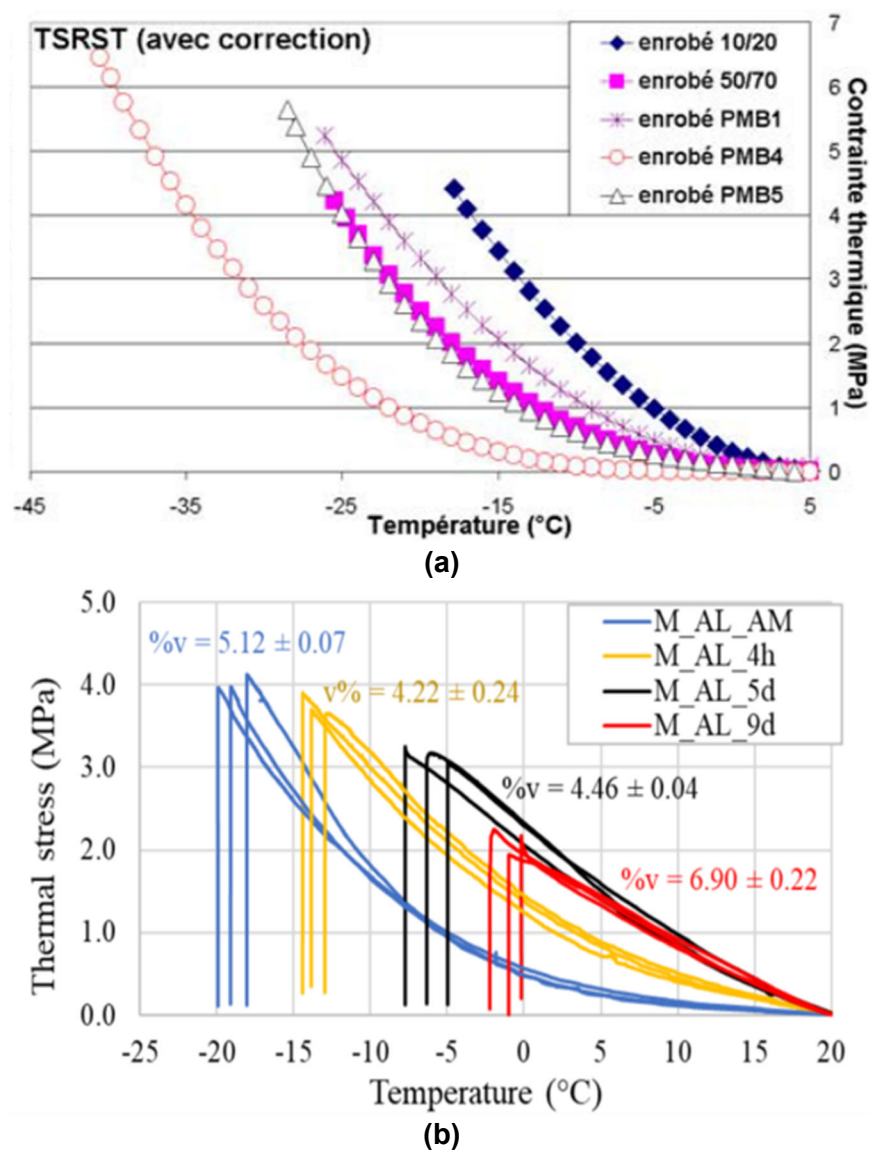 TSRST (avec correction)
enrobé 10/20
enrobé 50/70
enrobé PMB1
enrobé PMB4
enrobé PMB5
7
6
5
4
3
2
1
0
Contrainte thermique (MPa)
-45 -35 -25 -15 -5 5
Température (°C)
(a)
5.0
4.0
3.0
2.0
1.0
0.0
Thermal stress (MPa)
%v = 5.12 ± 0.07
v% = 4.22 ± 0.24
%v = 4.46 ± 0.04
%v = 6.90 ± 0.22
M_AL_AM
M_AL_4h
M_AL_5d
M_AL_9d
-25 -20 -15 -10 -5 0 5 10 15 20
Temperature (°C)
(b)